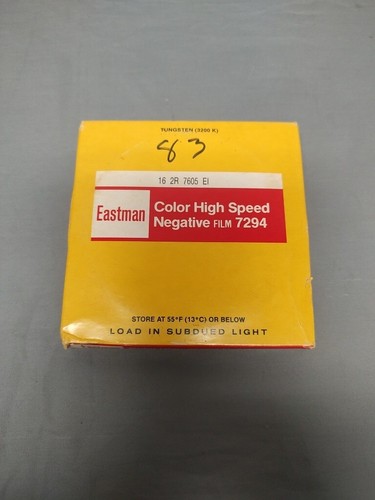 TUNGSTEN (3200 K)
83
16 2R 7605 EI
Eastman
Color High Speed
Negative FILM 7294
STORE AT 55°F (13°C) OR BELOW
LOAD IN SUBDUED LIGHT